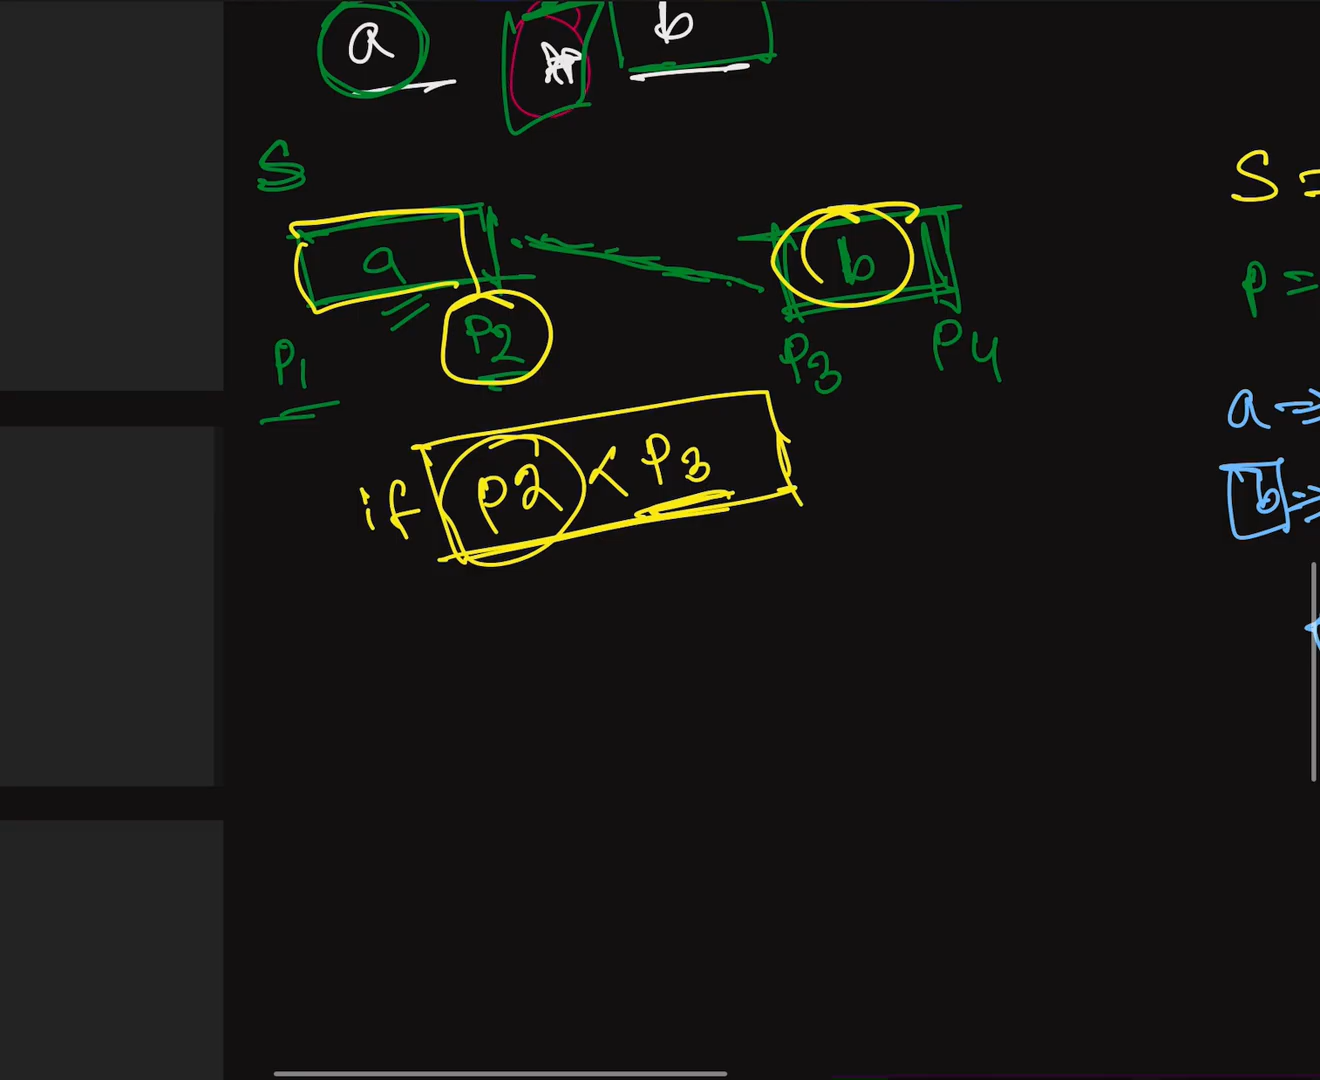 a * b
S
S =
a b
p =
P1 P2 P3 P4
a ⇒
b ⇒
if p2 < P3